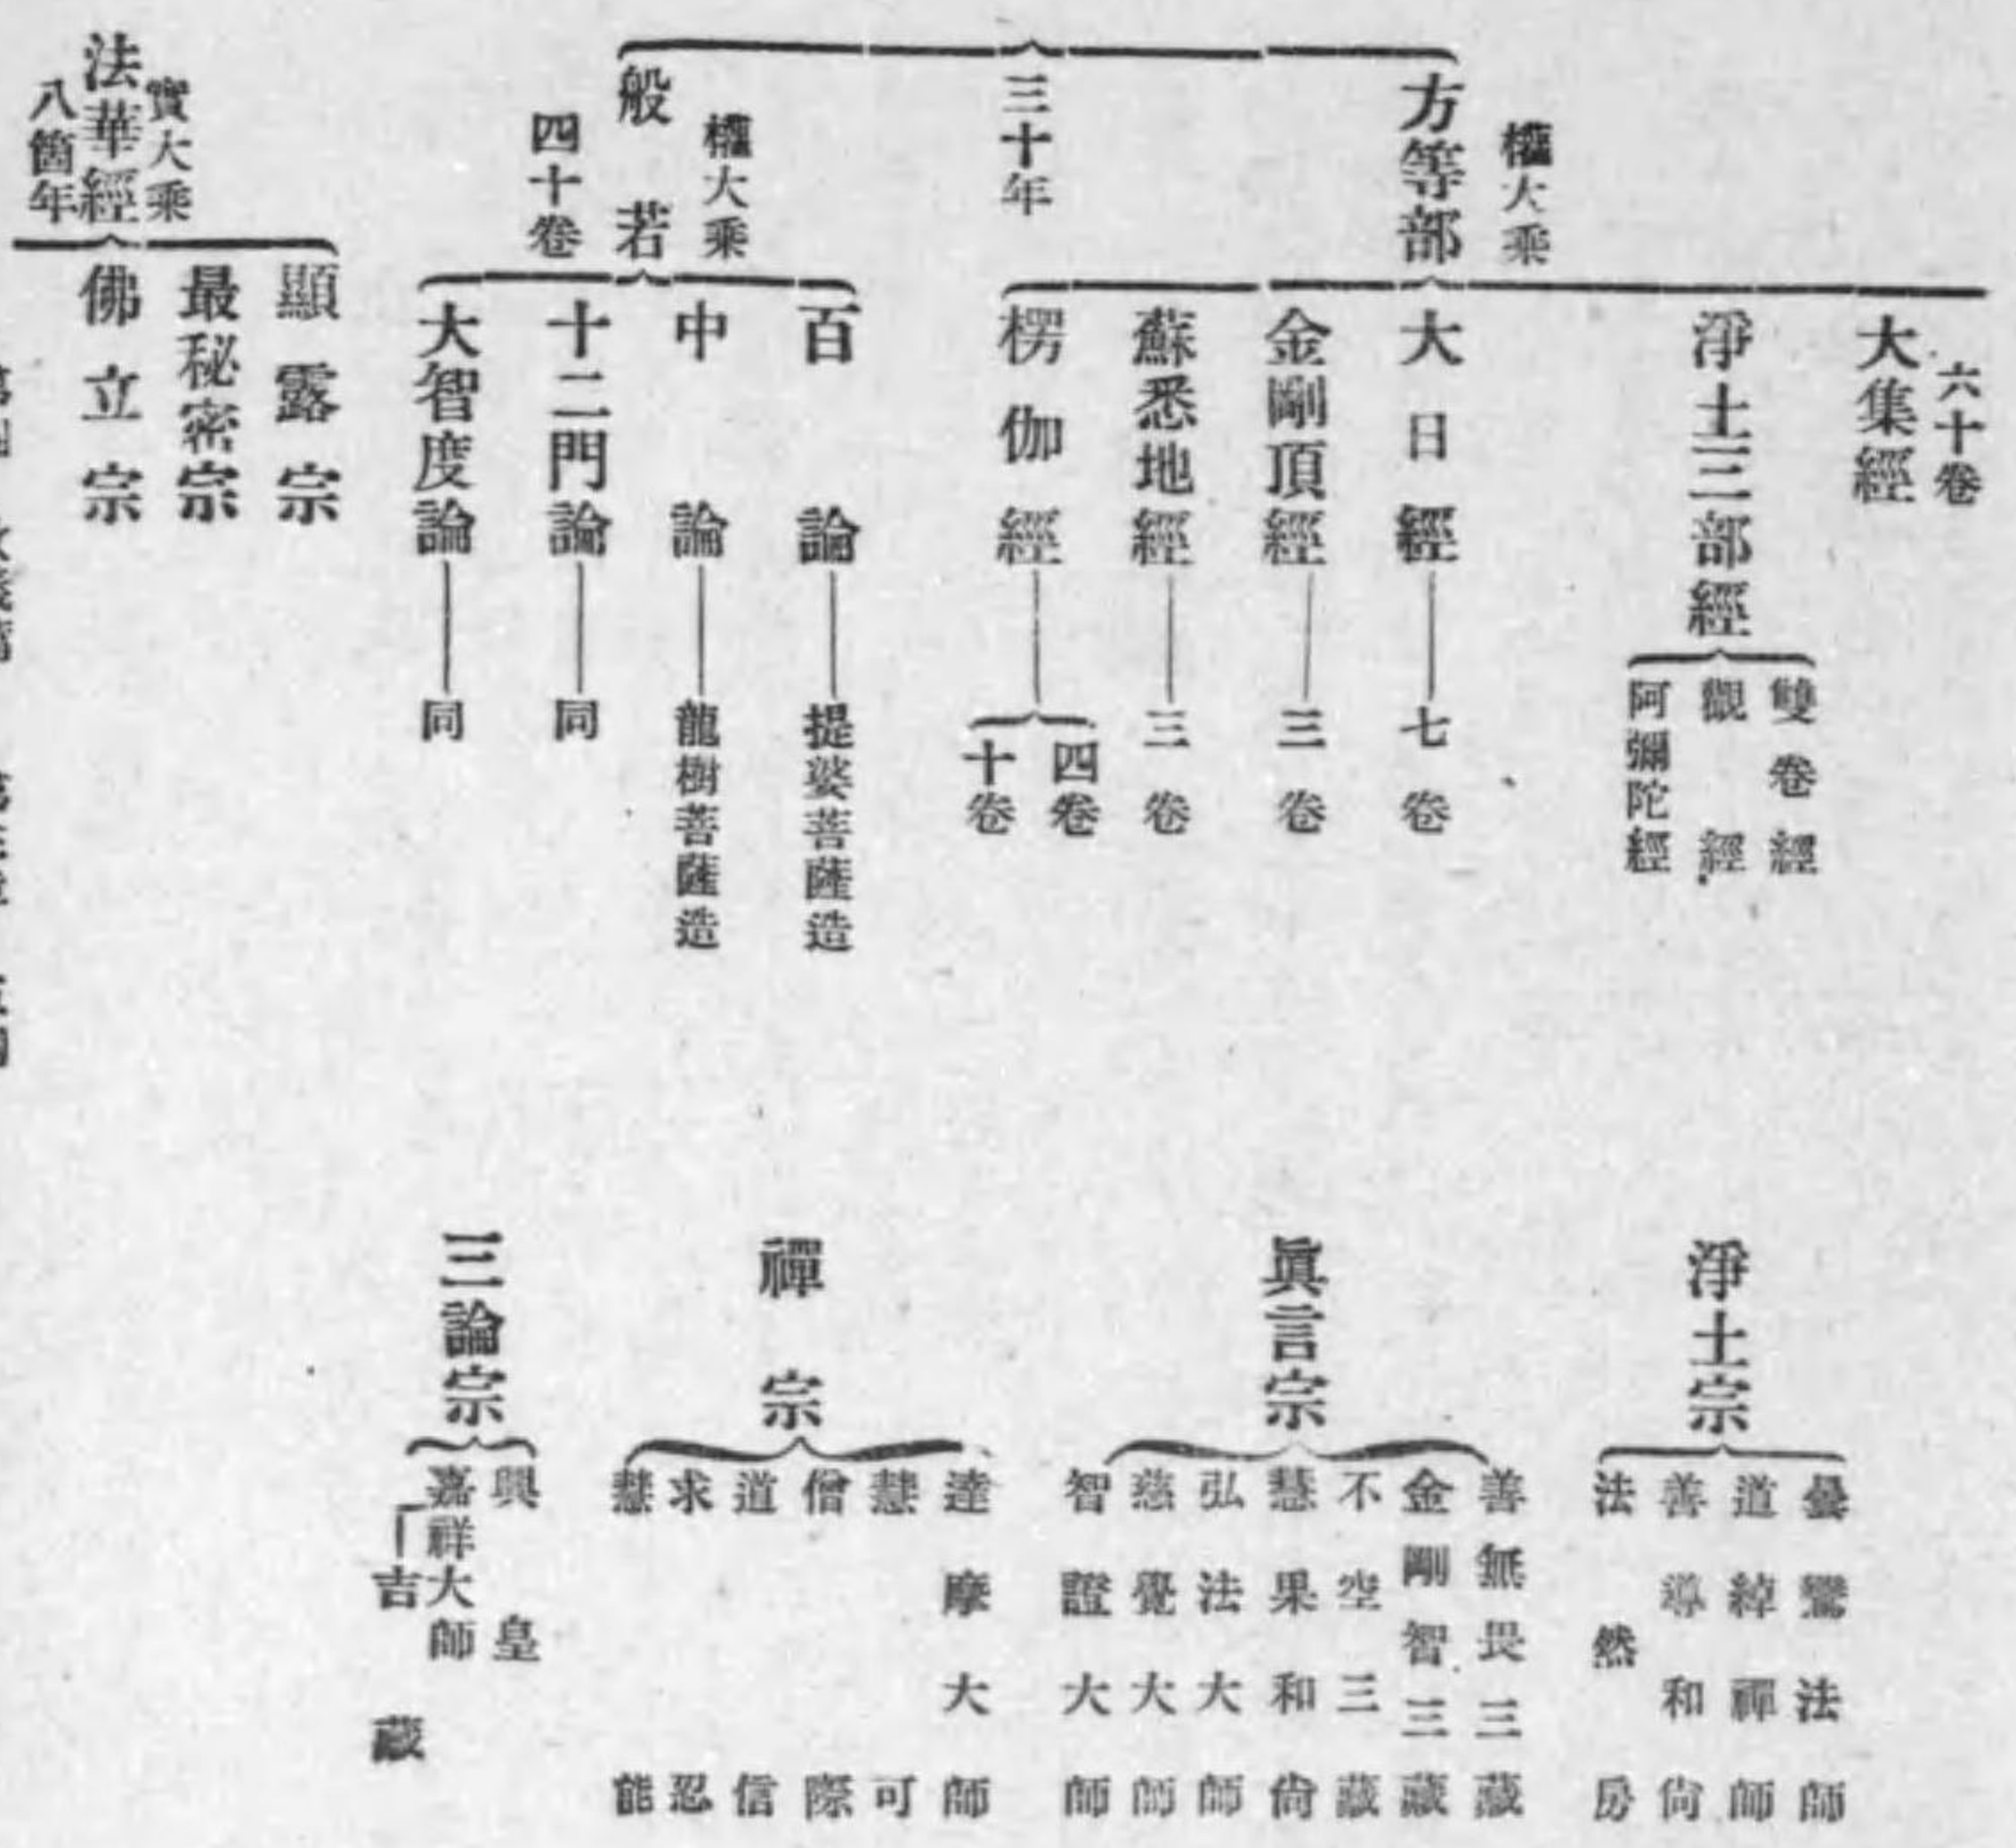 三十年
權大乘
方等部
六十卷
大集經
淨土三部經
雙卷經
觀經
阿彌陀經
大日經
七卷
金剛頂經
三卷
蘇悉地經
三卷
楞伽經
四卷
十卷
權大乘
般若
四十卷
百論
提婆菩薩造
中論
龍樹菩薩造
十二門論
同
大智度論
同
實大乘
法華經
八箇年
顯露宗
最秘密宗
佛立宗
淨土宗
曇鸞法師
道綽禪師
善導和尙
法然房
眞言宗
善無畏三藏
金剛智三藏
不空三藏
慧果和尙
弘法大師
慈覺大師
智證大師
禪宗
達摩大師
慧可
僧際
道信
求忍
慧能
三論宗
興皇
嘉祥大師
吉藏